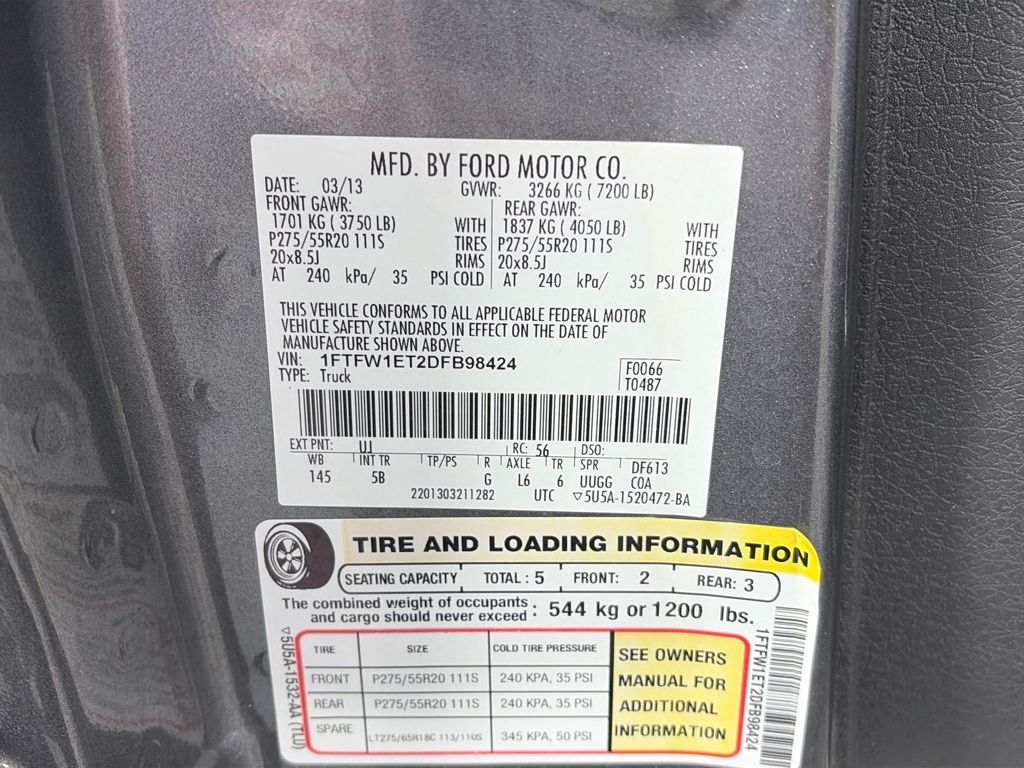 MFD. BY FORD MOTOR CO.
DATE: 03/13 GVWR: 3266 KG ( 7200 LB)
FRONT GAWR: REAR GAWR:
1701 KG ( 3750 LB) WITH 1837 KG ( 4050 LB) WITH
P275/55R20 111S TIRES P275/55R20 111S TIRES
20x8.5J RIMS 20x8.5J RIMS
AT 240 kPa/ 35 PSI COLD AT 240 kPa/ 35 PSI COLD
THIS VEHICLE CONFORMS TO ALL APPLICABLE FEDERAL MOTOR
VEHICLE SAFETY STANDARDS IN EFFECT ON THE DATE OF
MANUFACTURE SHOWN ABOVE.
VIN: 1FTFW1ET2DFB98424
TYPE: Truck
F0066
T0487
EXT PNT: UJ RC: 56 DSO:
WB INT TR TP/PS R AXLE TR SPR DF613
145 5B G L6 6 UUGG C0A
2201303211282 UTC ▽5U5A-1520472-BA
TIRE AND LOADING INFORMATION
SEATING CAPACITY TOTAL : 5 FRONT: 2 REAR: 3
The combined weight of occupants
and cargo should never exceed : 544 kg or 1200 lbs.
TIRE SIZE COLD TIRE PRESSURE
FRONT P275/55R20 111S 240 KPA, 35 PSI
REAR P275/55R20 111S 240 KPA, 35 PSI
SPARE LT275/65R18C 113/110S 345 KPA, 50 PSI
SEE OWNERS
MANUAL FOR
ADDITIONAL
INFORMATION
▽5U5A-1532-AA (TLU)
1FTFW1ET2DFB98424